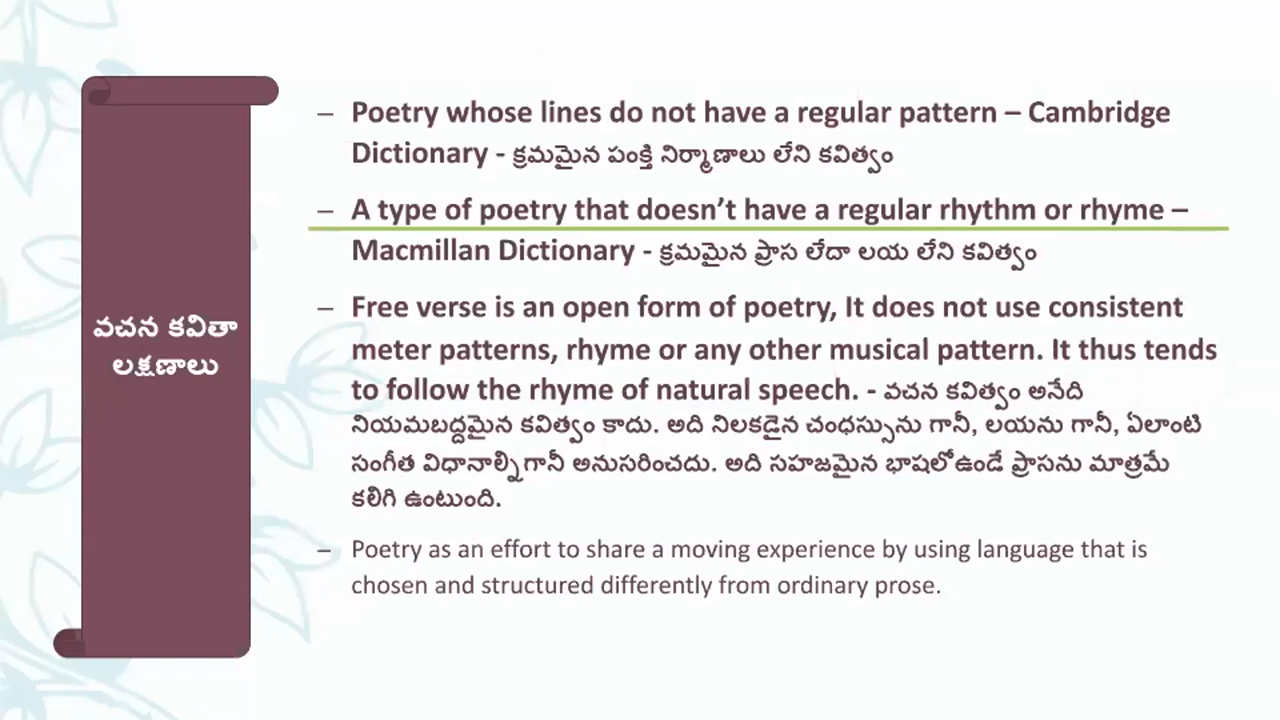 వచన కవితా
లక్షణాలు
– Poetry whose lines do not have a regular pattern – Cambridge
Dictionary - క్రమమైన పంక్తి నిర్మాణాలు లేని కవిత్వం
– A type of poetry that doesn’t have a regular rhythm or rhyme –
Macmillan Dictionary - క్రమమైన ప్రాస లేదా లయ లేని కవిత్వం
– Free verse is an open form of poetry, It does not use consistent
meter patterns, rhyme or any other musical pattern. It thus tends
to follow the rhyme of natural speech. - వచన కవిత్వం అనేది
నియమబద్దమైన కవిత్వం కాదు. అది నిలకడైన చంధస్సును గానీ, లయను గానీ, ఏలాంటి
సంగీత విధానాల్నిగానీ అనుసరించదు. అది సహజమైన భాషలోఉండే ప్రాసను మాత్రమే
కలిగి ఉంటుంది.
– Poetry as an effort to share a moving experience by using language that is
chosen and structured differently from ordinary prose.